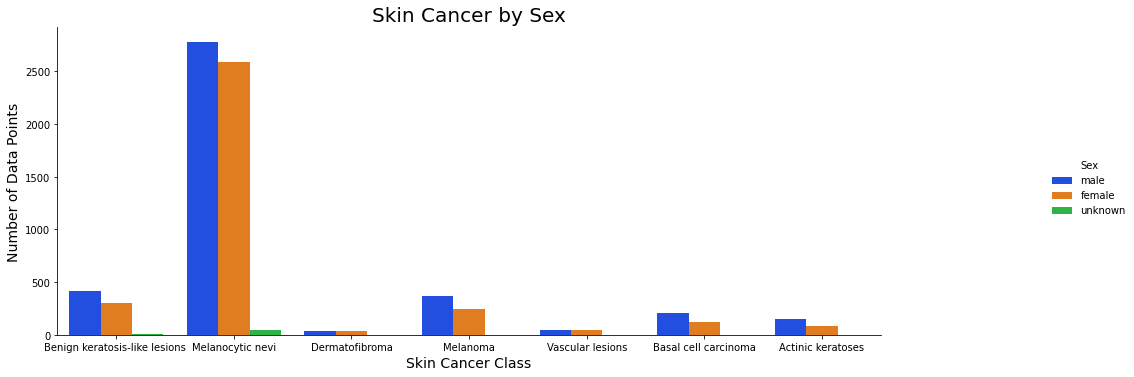 Skin Cancer by Sex
Number of Data Points
2500
2000
1500
1000
500
0
Benign keratosis-like lesions Melanocytic nevi Dermatofibroma Melanoma Vascular lesions Basal cell carcinoma Actinic keratoses
Skin Cancer Class
Sex
male
female
unknown